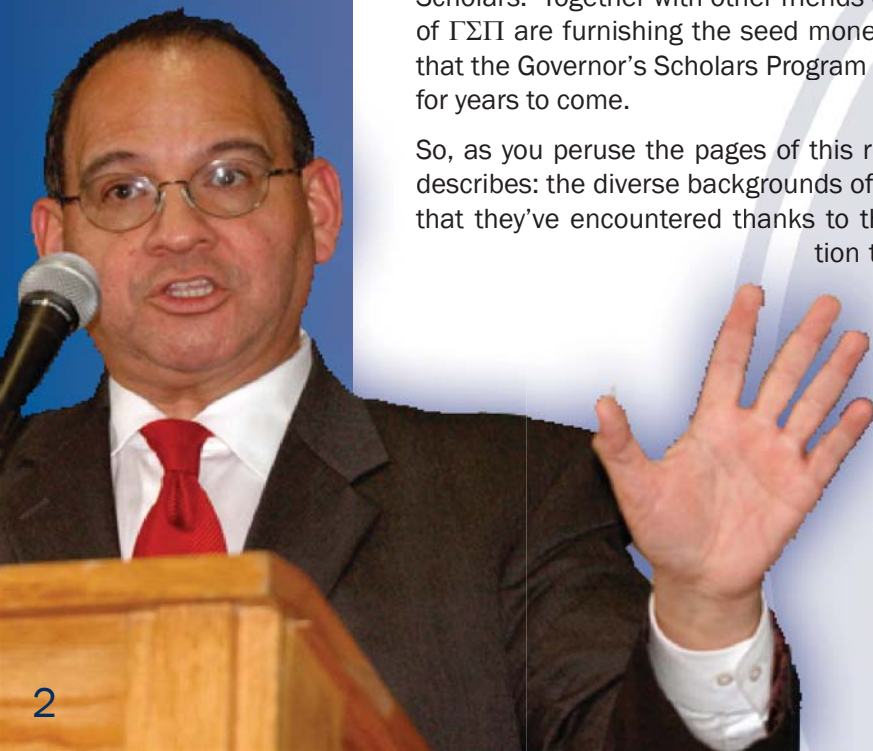 Scholars. Together with other friends
of ΓΣΠ are furnishing the seed mone
that the Governor's Scholars Program
for years to come.
So, as you peruse the pages of this r
describes: the diverse backgrounds of
that they've encountered thanks to th
tion t
2